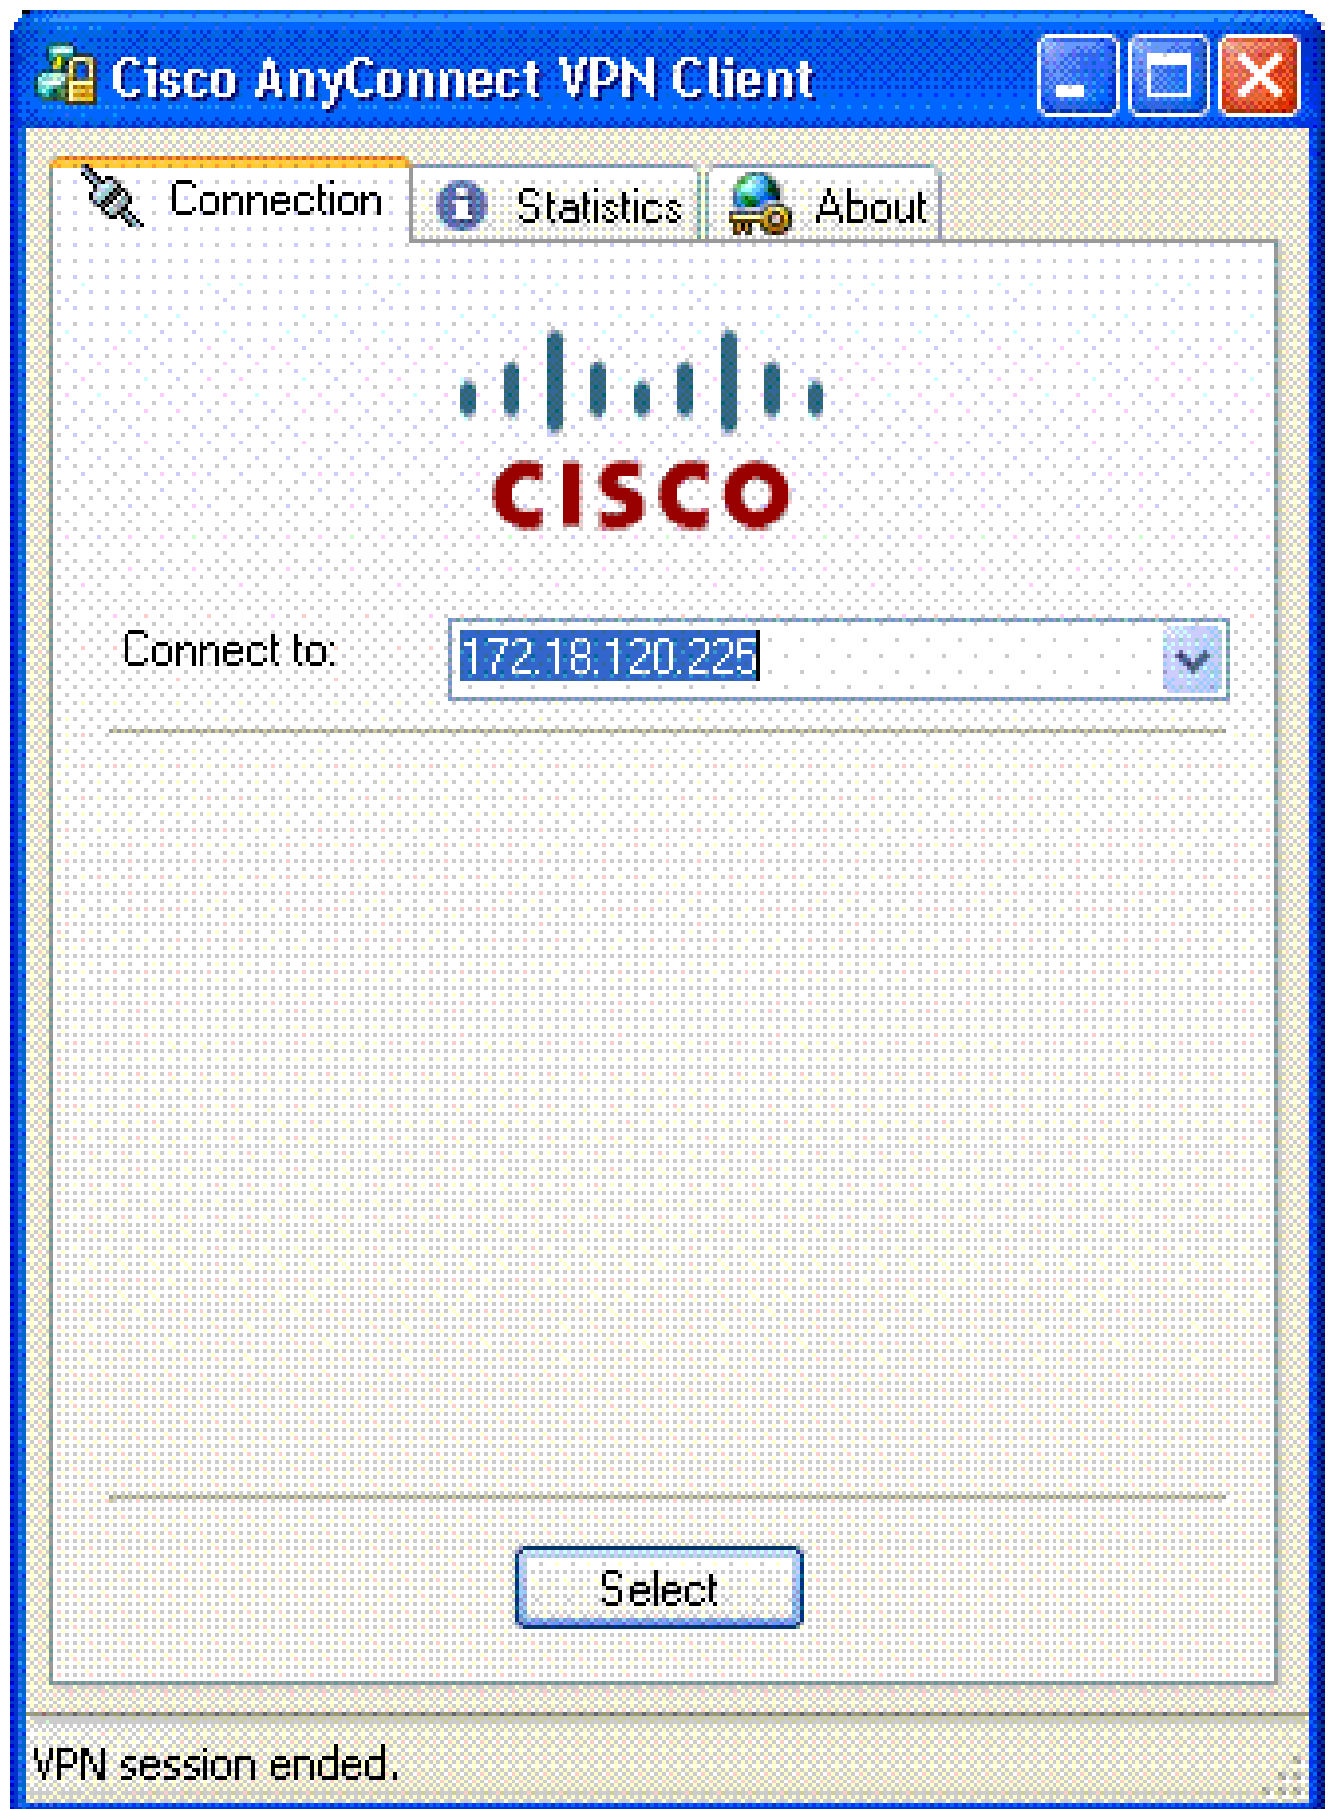 Cisco AnyConnect VPN Client
Connection Statistics About
CISCO
Connect to: 172.18.120.225
Select
VPN session ended.